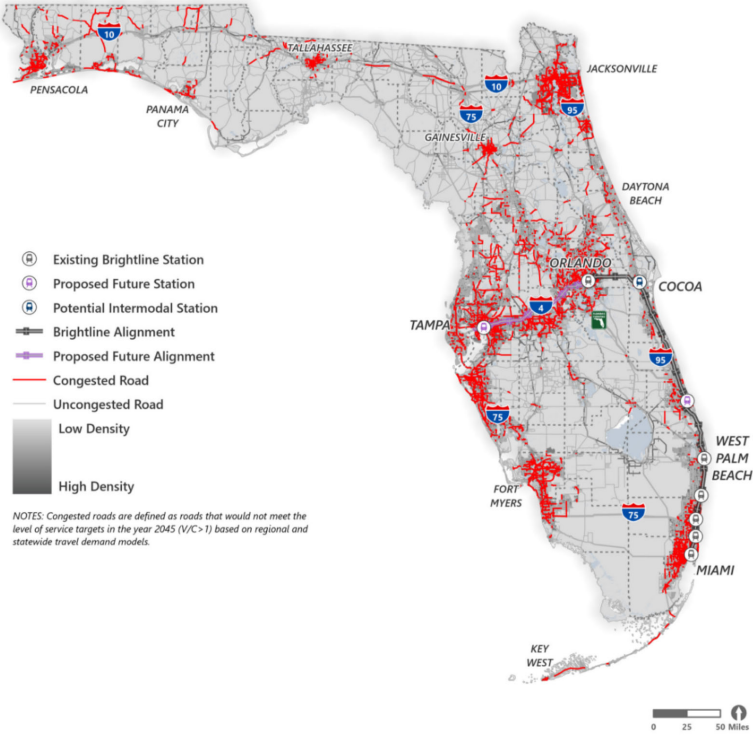 10
TALLAHASSEE
JACKSONVILLE
PENSACOLA
10
PANAMA
CITY
75
95
GAINESVILLE
DAYTONA
BEACH
Existing Brightline Station
ORLANDO
Proposed Future Station
COCOA
Potential Intermodal Station
4
Brightline Alignment
TAMPA
Proposed Future Alignment
95
Congested Road
Uncongested Road
75
Low Density
WEST
PALM
BEACH
High Density
FORT
MYERS
75
NOTES: Congested roads are defined as roads that would not meet the
level of service targets in the year 2045 (V/C>1) based on regional and
statewide travel demand models.
MIAMI
KEY
WEST
0 25 50 Miles